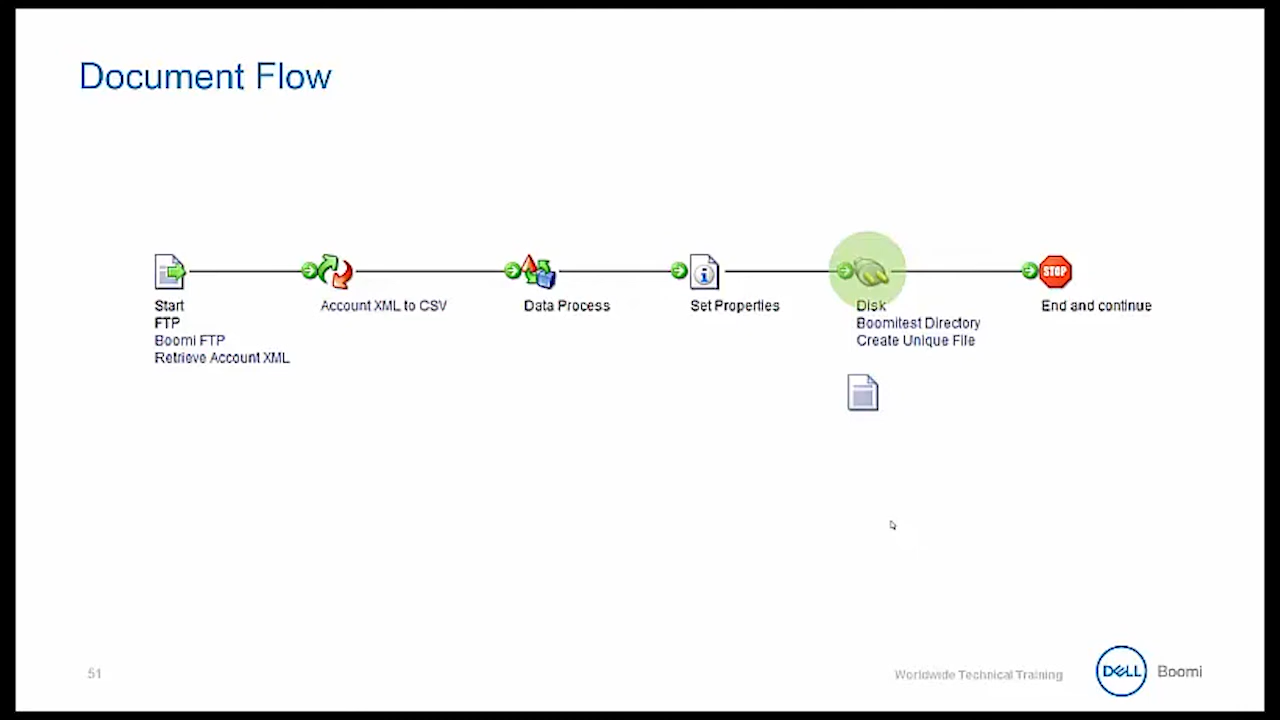 Document Flow
STOP
Start
FTP
Boomi FTP
Retrieve Account XML
Account XML to CSV
Data Process
Set Properties
Disk
Boomitest Directory
Create Unique File
End and continue
51
Worldwide Technical Training
DELL
Boomi